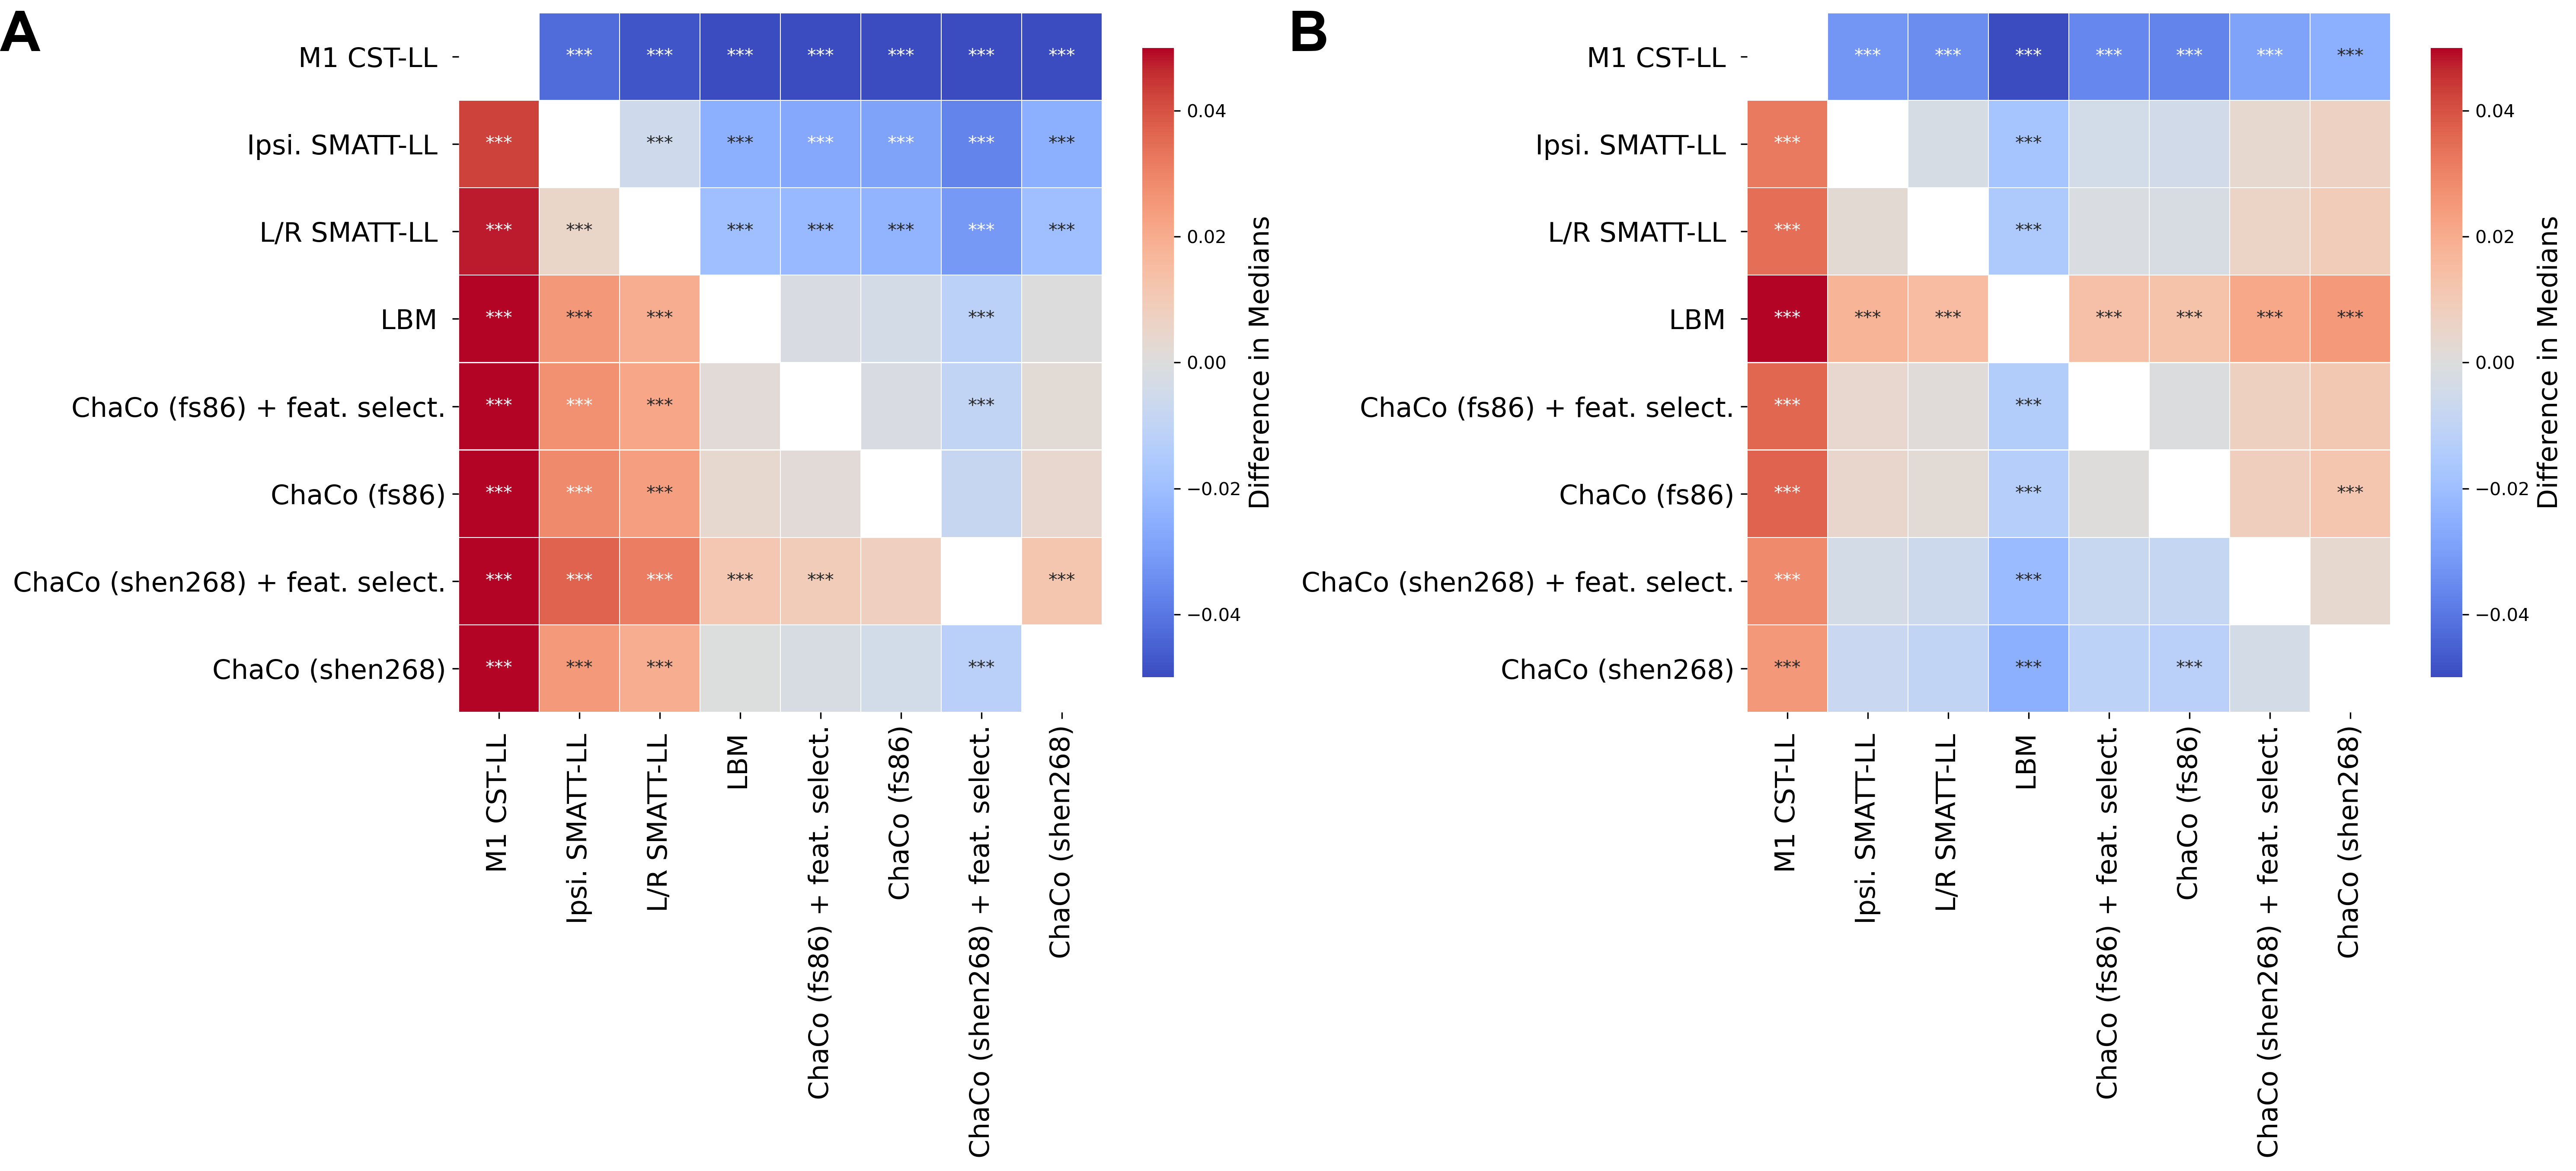 A
M1 CST-LL
*** *** *** *** *** *** ***
Ipsi. SMATT-LL
*** *** *** *** *** *** ***
L/R SMATT-LL
*** *** *** *** *** *** ***
LBM
*** *** *** ***
ChaCo (fs86) + feat. select.
*** *** *** ***
ChaCo (fs86)
*** *** ***
ChaCo (shen268) + feat. select.
*** *** *** *** *** ***
ChaCo (shen268)
*** *** *** ***
M1 CST-LL
Ipsi. SMATT-LL
L/R SMATT-LL
LBM
ChaCo (fs86) + feat. select.
ChaCo (fs86)
ChaCo (shen268) + feat. select.
ChaCo (shen268)
0.04
0.02
0.00
−0.02
−0.04
Difference in Medians
B
M1 CST-LL
*** *** *** *** *** *** ***
Ipsi. SMATT-LL
*** ***
L/R SMATT-LL
*** ***
LBM
*** *** *** *** *** *** ***
ChaCo (fs86) + feat. select.
*** ***
ChaCo (fs86)
*** *** ***
ChaCo (shen268) + feat. select.
*** ***
ChaCo (shen268)
*** *** ***
M1 CST-LL
Ipsi. SMATT-LL
L/R SMATT-LL
LBM
ChaCo (fs86) + feat. select.
ChaCo (fs86)
ChaCo (shen268) + feat. select.
ChaCo (shen268)
0.04
0.02
0.00
−0.02
−0.04
Difference in Medians